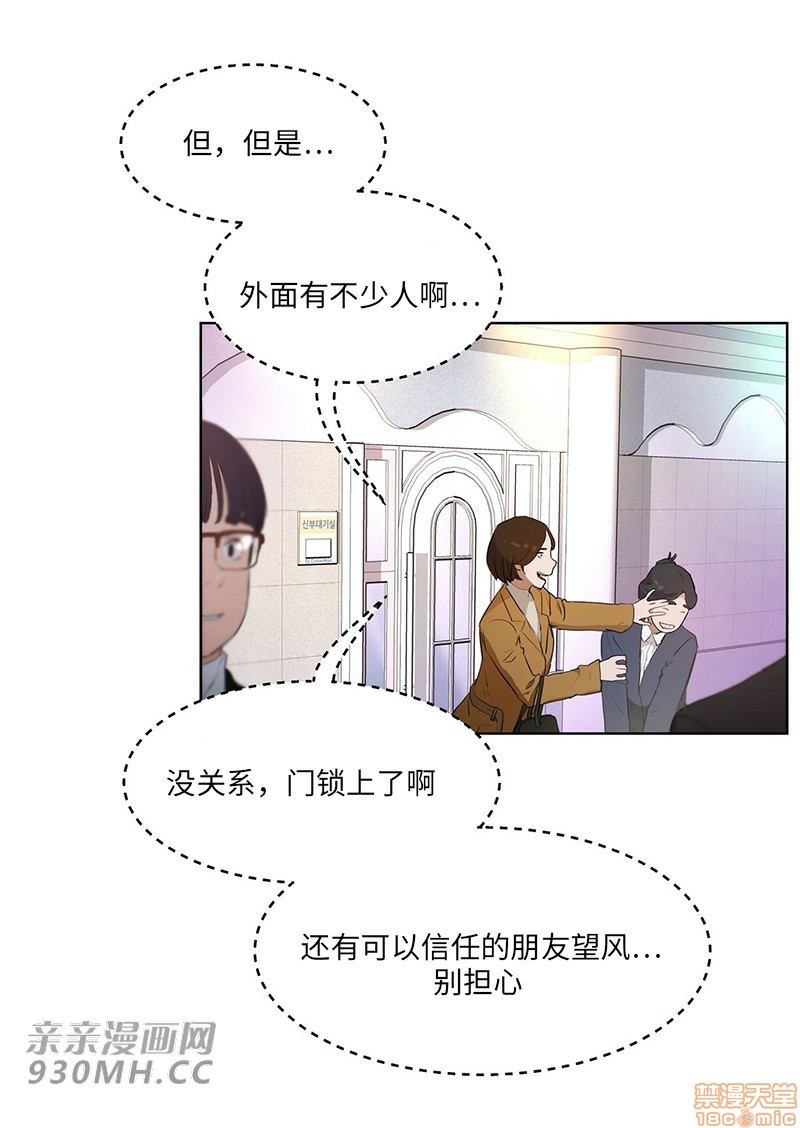 但，但是...
外面有不少人啊...
신부대기실
没关系，门锁上了啊
还有可以信任的朋友望风...
别担心
亲亲漫画网
930MH.CC
禁漫天堂
18comic